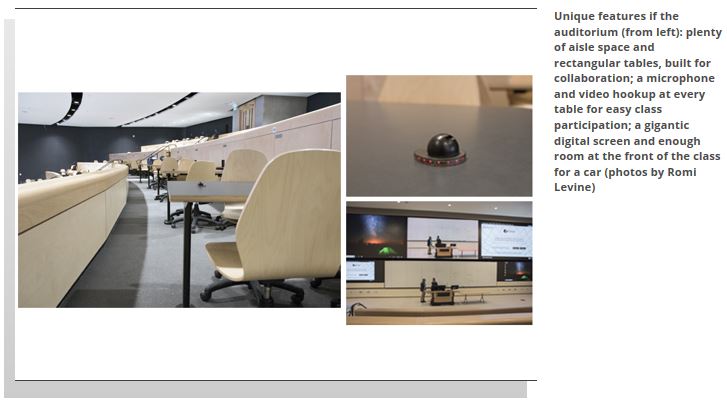 Unique features if the
auditorium (from left): plenty
of aisle space and
rectangular tables, built for
collaboration; a microphone
and video hookup at every
table for easy class
participation; a gigantic
digital screen and enough
room at the front of the class
for a car (photos by Romi
Levine)